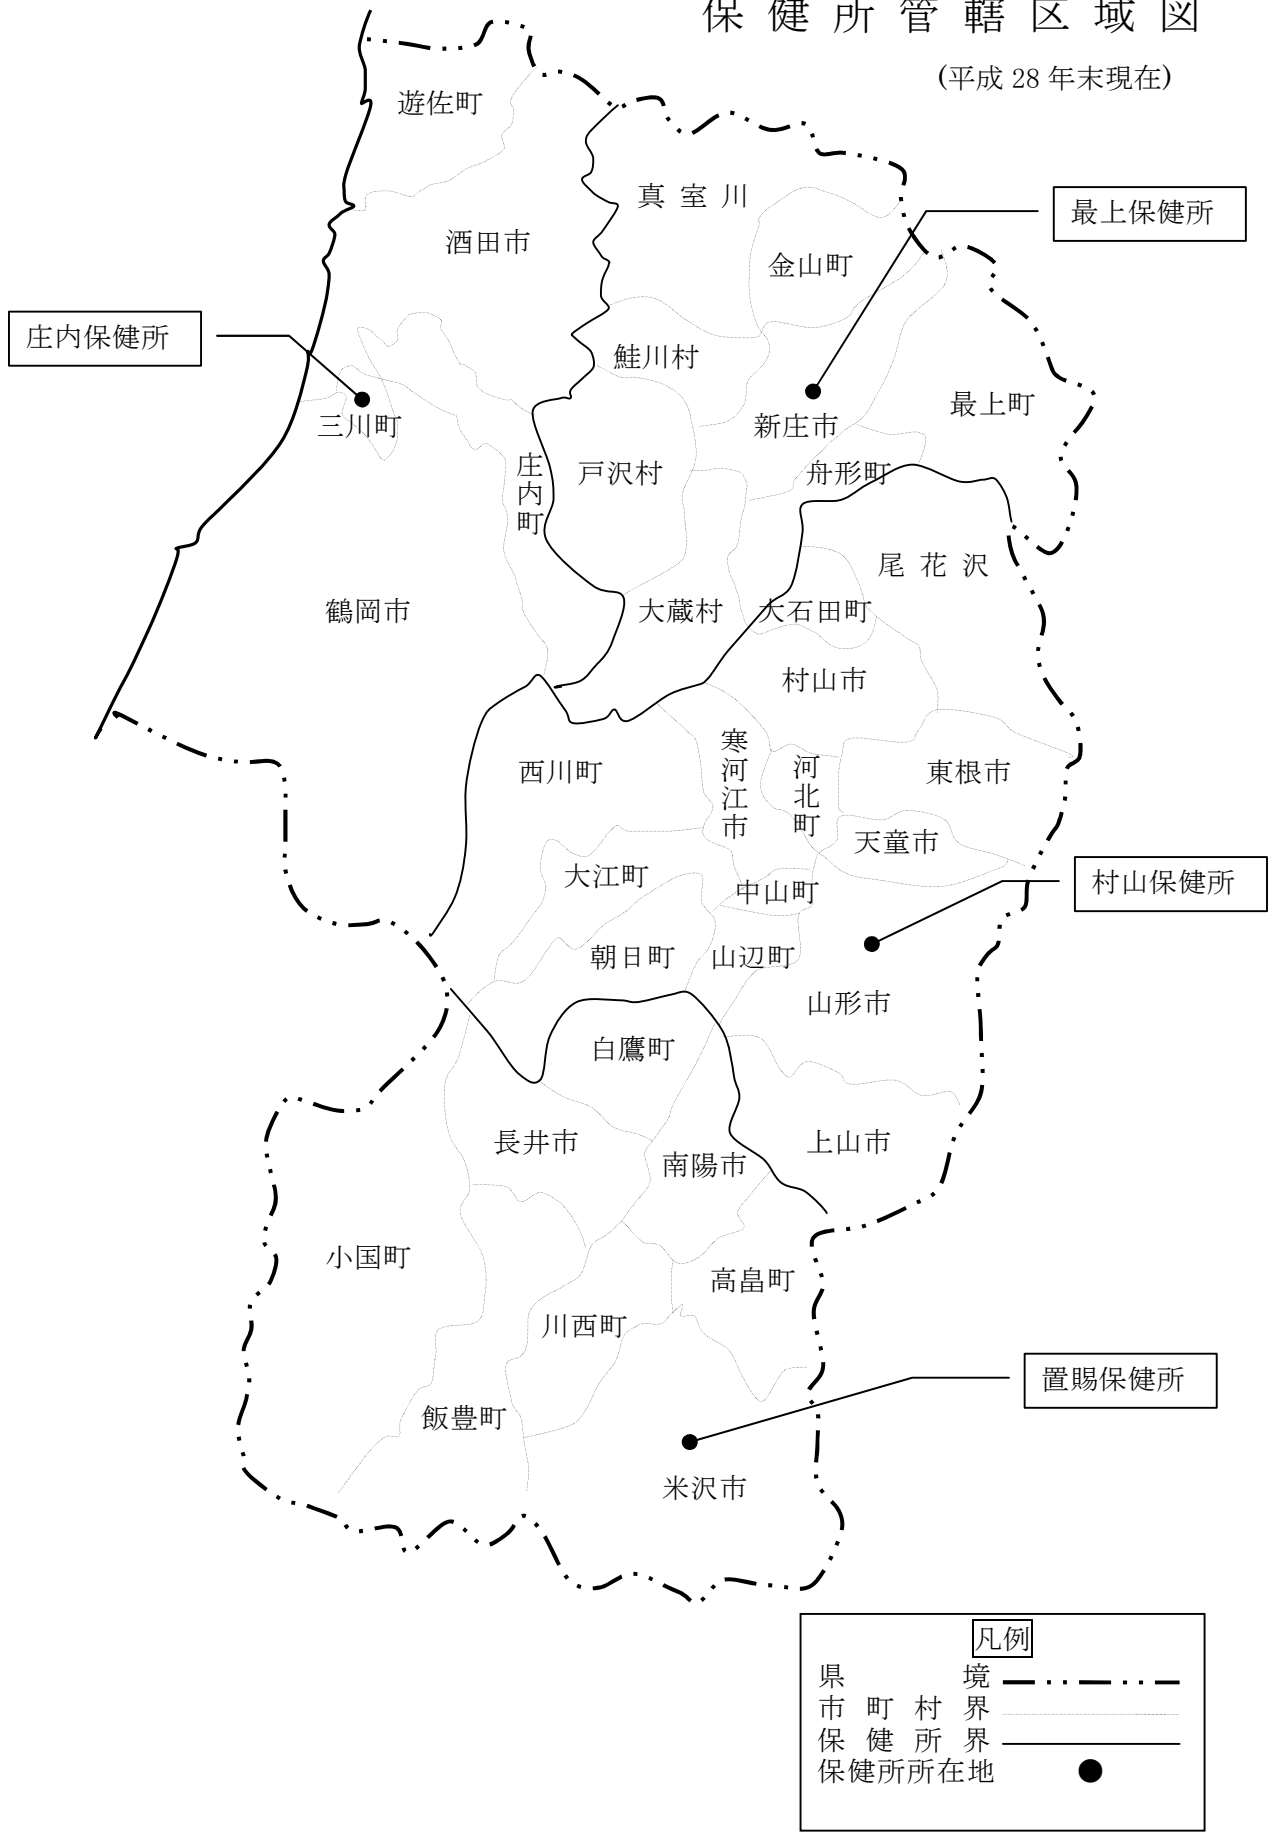 保健所管轄区域図
(平成 28 年末現在)
遊佐町
真室川
最上保健所
酒田市
金山町
庄内保健所
鮭川村
最上町
三川町
新庄市
庄内町
戸沢村
舟形町
尾花沢
鶴岡市
大蔵村
大石田町
村山市
寒河江市
河北町
西川町
東根市
天童市
大江町
中山町
村山保健所
朝日町
山辺町
山形市
白鷹町
長井市
南陽市
上山市
小国町
高畠町
川西町
置賜保健所
飯豊町
米沢市
凡例
県境
市町村界
保健所界
保健所所在地